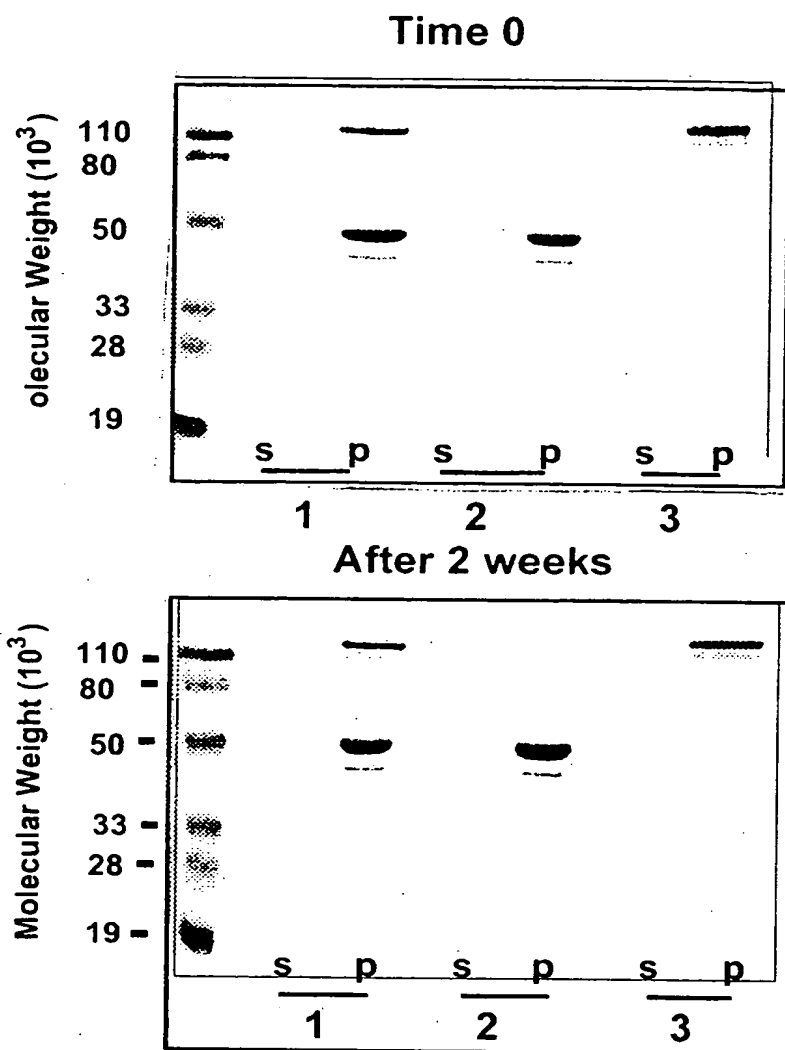 Time 0
olecular Weight (10³)
110
80
50
33
28
19
s p s p s p
1 2 3
After 2 weeks
Molecular Weight (10³)
110 -
80 -
50 -
33 -
28 -
19 -
s p s p s p
1 2 3